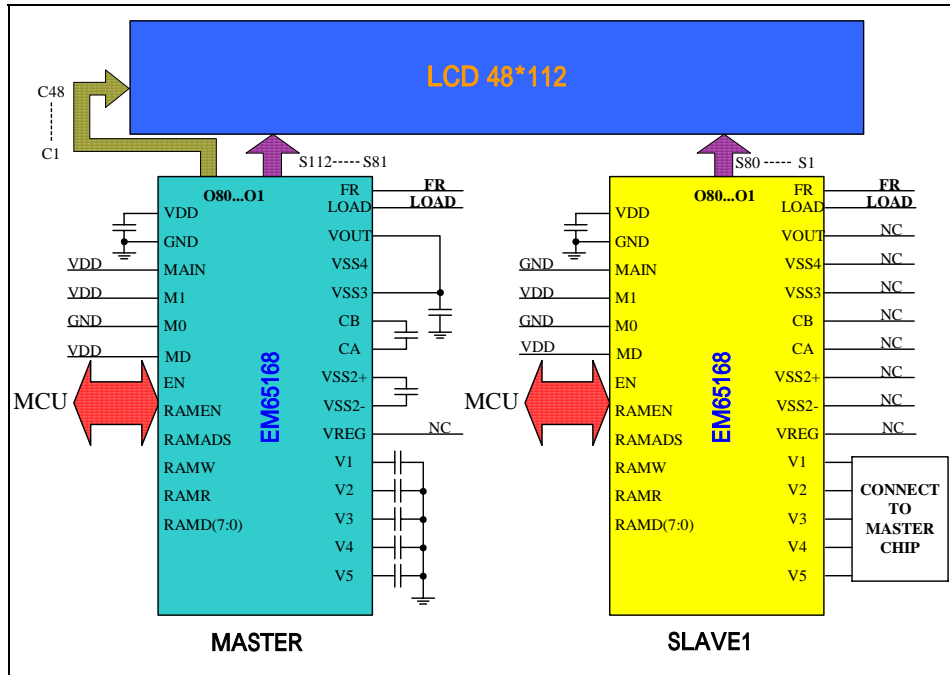 LCD 48*112
C48
C1
S112----- S81
S80 ----- S1
O80...O1
VDD
GND
MAIN
M1
M0
MD
EN
RAMEN
RAMADS
RAMW
RAMR
RAMD(7:0)
VDD
VDD
GND
VDD
MCU
EM65168
FR
LOAD
VOUT
VSS4
VSS3
CB
CA
VSS2+
VSS2-
VREG
V1
V2
V3
V4
V5
FR
LOAD
NC
MASTER
O80...O1
VDD
GND
MAIN
M1
M0
MD
EN
RAMEN
RAMADS
RAMW
RAMR
RAMD(7:0)
GND
VDD
GND
VDD
MCU
EM65168
FR
LOAD
VOUT
VSS4
VSS3
CB
CA
VSS2+
VSS2-
VREG
V1
V2
V3
V4
V5
FR
LOAD
NC
NC
NC
NC
NC
NC
NC
NC
CONNECT
TO
MASTER
CHIP
SLAVE1